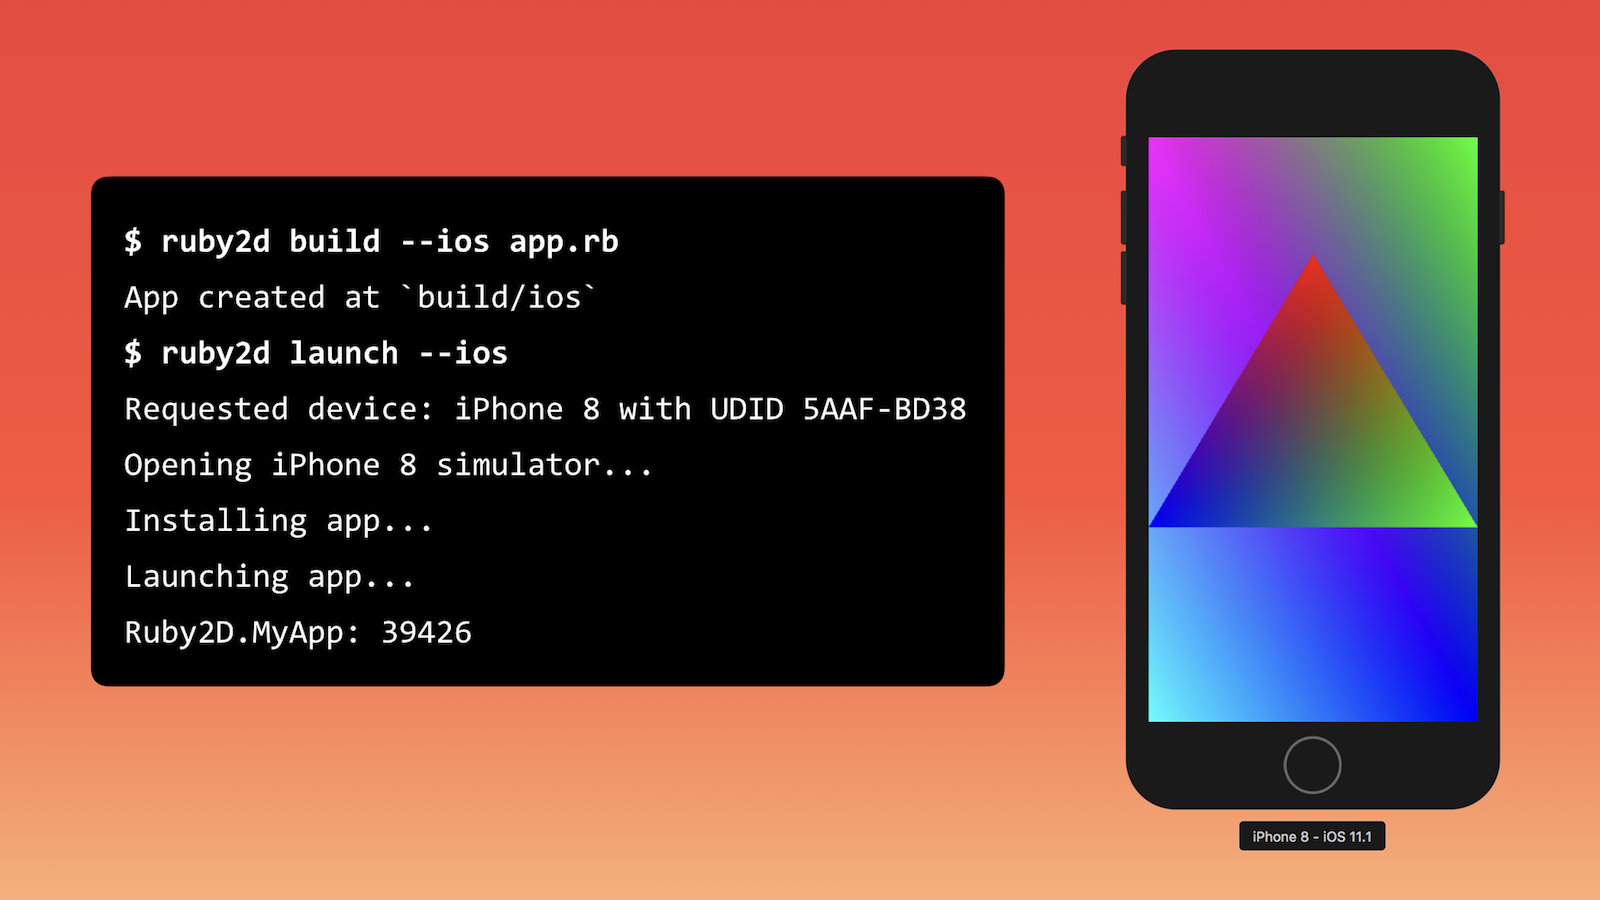 $ ruby2d build --ios app.rb
App created at `build/ios`
$ ruby2d launch --ios
Requested device: iPhone 8 with UDID 5AAF-BD38
Opening iPhone 8 simulator...
Installing app...
Launching app...
Ruby2D.MyApp: 39426
iPhone 8 - iOS 11.1